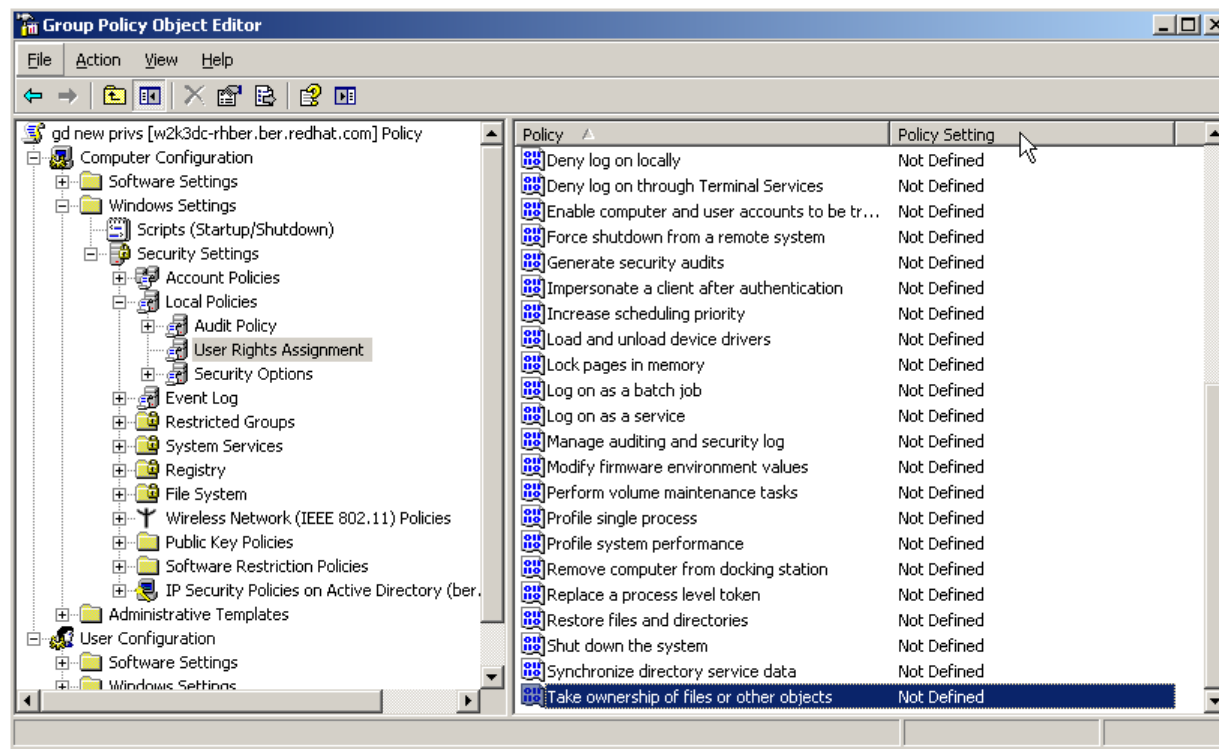 Group Policy Object Editor
File Action View Help
gd new privs [w2k3dc-rhber.ber.redhat.com] Policy
Computer Configuration
Software Settings
Windows Settings
Scripts (Startup/Shutdown)
Security Settings
Account Policies
Local Policies
Audit Policy
User Rights Assignment
Security Options
Event Log
Restricted Groups
System Services
Registry
File System
Wireless Network (IEEE 802.11) Policies
Public Key Policies
Software Restriction Policies
IP Security Policies on Active Directory (ber.
Administrative Templates
User Configuration
Software Settings
Windows Settings
Policy Policy Setting
Deny log on locally Not Defined
Deny log on through Terminal Services Not Defined
Enable computer and user accounts to be tr... Not Defined
Force shutdown from a remote system Not Defined
Generate security audits Not Defined
Impersonate a client after authentication Not Defined
Increase scheduling priority Not Defined
Load and unload device drivers Not Defined
Lock pages in memory Not Defined
Log on as a batch job Not Defined
Log on as a service Not Defined
Manage auditing and security log Not Defined
Modify firmware environment values Not Defined
Perform volume maintenance tasks Not Defined
Profile single process Not Defined
Profile system performance Not Defined
Remove computer from docking station Not Defined
Replace a process level token Not Defined
Restore files and directories Not Defined
Shut down the system Not Defined
Synchronize directory service data Not Defined
Take ownership of files or other objects Not Defined